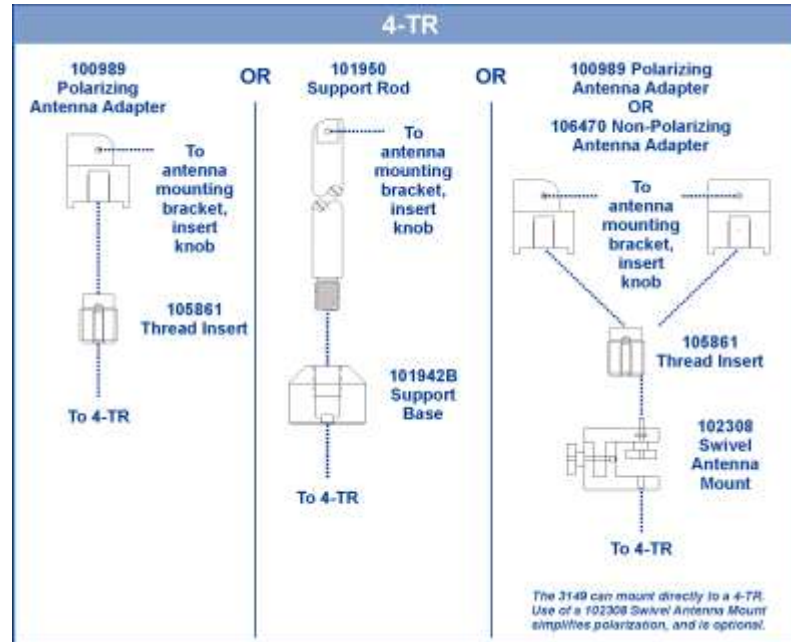 4-TR
100989
Polarizing
Antenna Adapter
To
antenna
mounting
bracket,
insert
knob
105861
Thread Insert
To 4-TR
OR
101950
Support Rod
To
antenna
mounting
bracket,
insert
knob
101942B
Support
Base
To 4-TR
OR
100989 Polarizing
Antenna Adapter
OR
106470 Non-Polarizing
Antenna Adapter
To
antenna
mounting
bracket,
insert
knob
105861
Thread Insert
102308
Swivel
Antenna
Mount
To 4-TR
The 3149 can mount directly to a 4-TR.
Use of a 102308 Swivel Antenna Mount
simplifies polarization, and is optional.